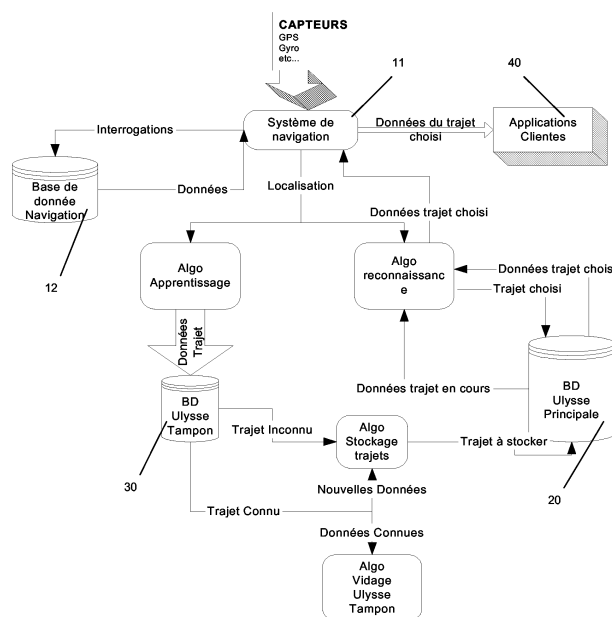 CAPTEURS
GPS
Gyro
etc...
11
40
Système de
navigation
Données du trajet
choisi
Applications
Clientes
Interrogations
Base de
donnée
Navigation
Données
Localisation
Données trajet choisi
12
Algo
Apprentissage
Algo
reconnaissanc
e
Données trajet choisi
Trajet choisi
Données
Trajet
Données trajet en cours
BD
Ulysse
Principale
BD
Ulysse
Tampon
Trajet Inconnu
Algo
Stockage
trajets
Trajet à stocker
30
20
Nouvelles Données
Trajet Connu
Données Connues
Algo
Vidage
Ulysse
Tampon